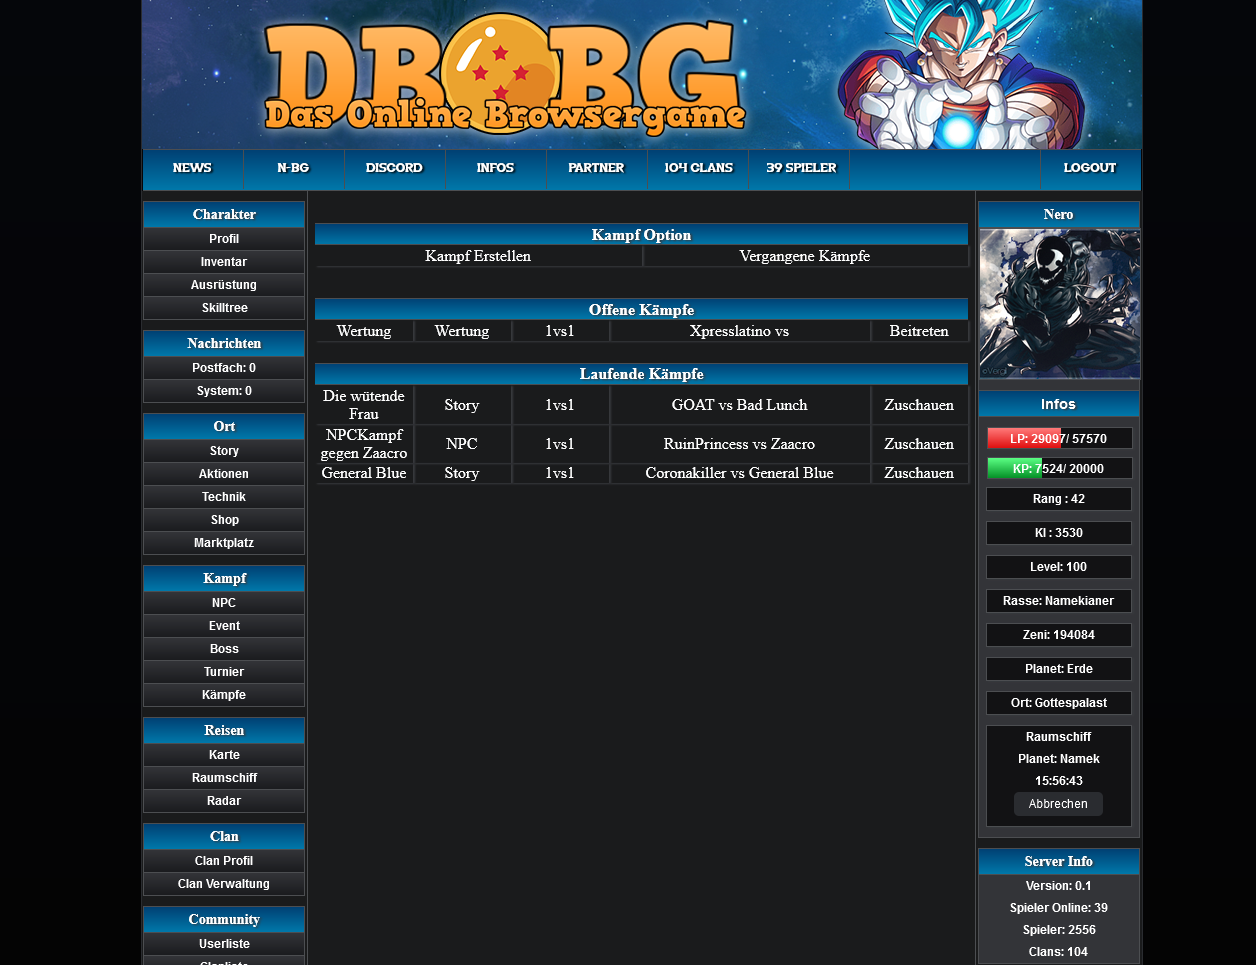 DBBG
Das Online Browsergame
NEWS
N-BG
DISCORD
INFOS
PARTNER
104 CLANS
39 SPIELER
LOGOUT
Charakter
Profil
Inventar
Ausrüstung
Skilltree
Nachrichten
Postfach: 0
System: 0
Ort
Story
Aktionen
Technik
Shop
Marktplatz
Kampf
NPC
Event
Boss
Turnier
Kämpfe
Reisen
Karte
Raumschiff
Radar
Clan
Clan Profil
Clan Verwaltung
Community
Userliste
Clanliste
Kampf Option
Kampf Erstellen
Vergangene Kämpfe
Offene Kämpfe
Wertung Wertung 1vs1 Xpresslatino vs Beitreten
Laufende Kämpfe
Die wütende
Frau
Story 1vs1 GOAT vs Bad Lunch Zuschauen
NPCKampf
gegen Zaacro
NPC 1vs1 RuinPrincess vs Zaacro Zuschauen
General Blue Story 1vs1 Coronakiller vs General Blue Zuschauen
Nero
©Vergil
Infos
LP: 29097/ 57570
KP: 7524/ 20000
Rang : 42
KI : 3530
Level: 100
Rasse: Namekianer
Zeni: 194084
Planet: Erde
Ort: Gottespalast
Raumschiff
Planet: Namek
15:56:43
Abbrechen
Server Info
Version: 0.1
Spieler Online: 39
Spieler: 2556
Clans: 104